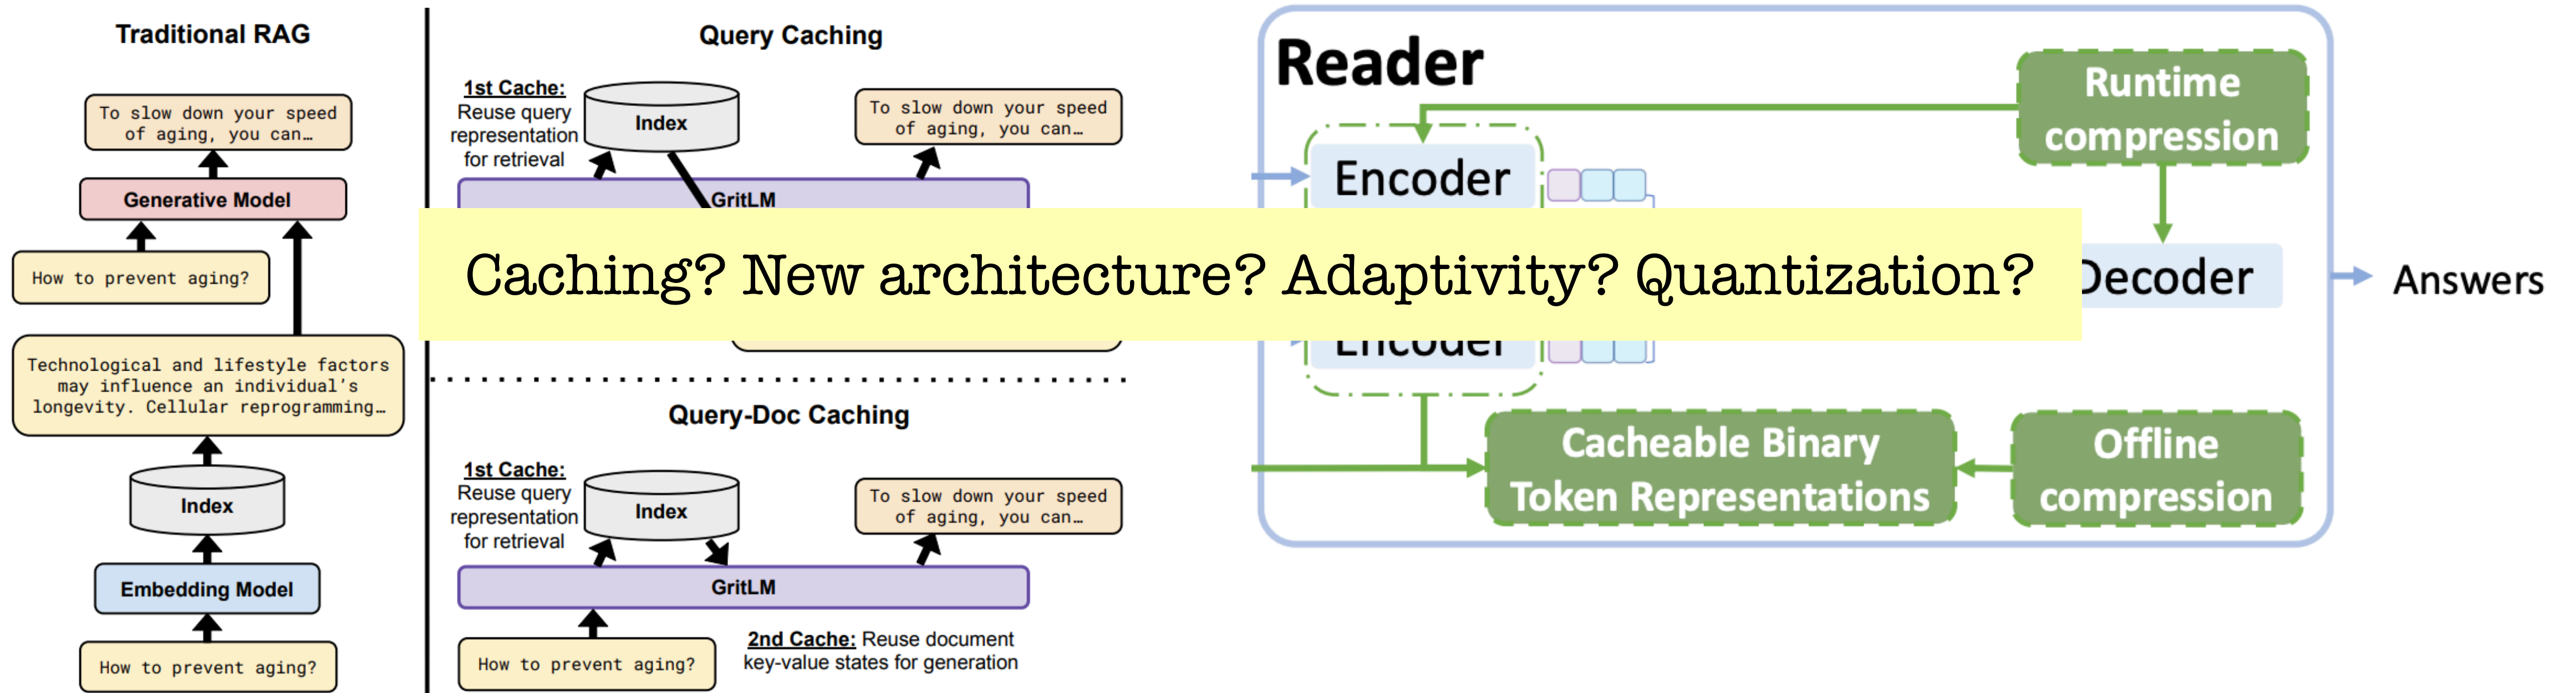 Traditional RAG
To slow down your speed
of aging, you can…
Generative Model
How to prevent aging?
Technological and lifestyle factors
may influence an individual's
longevity. Cellular reprogramming…
Index
Embedding Model
How to prevent aging?
Query Caching
1st Cache:
Reuse query
representation
for retrieval
Index
To slow down your speed
of aging, you can…
GritLM
Caching? New architecture? Adaptivity? Quantization?
Query-Doc Caching
1st Cache:
Reuse query
representation
for retrieval
Index
To slow down your speed
of aging, you can…
GritLM
How to prevent aging?
2nd Cache: Reuse document
key-value states for generation
Reader
Runtime
compression
Encoder
Decoder
Answers
Encoder
Cacheable Binary
Token Representations
Offline
compression